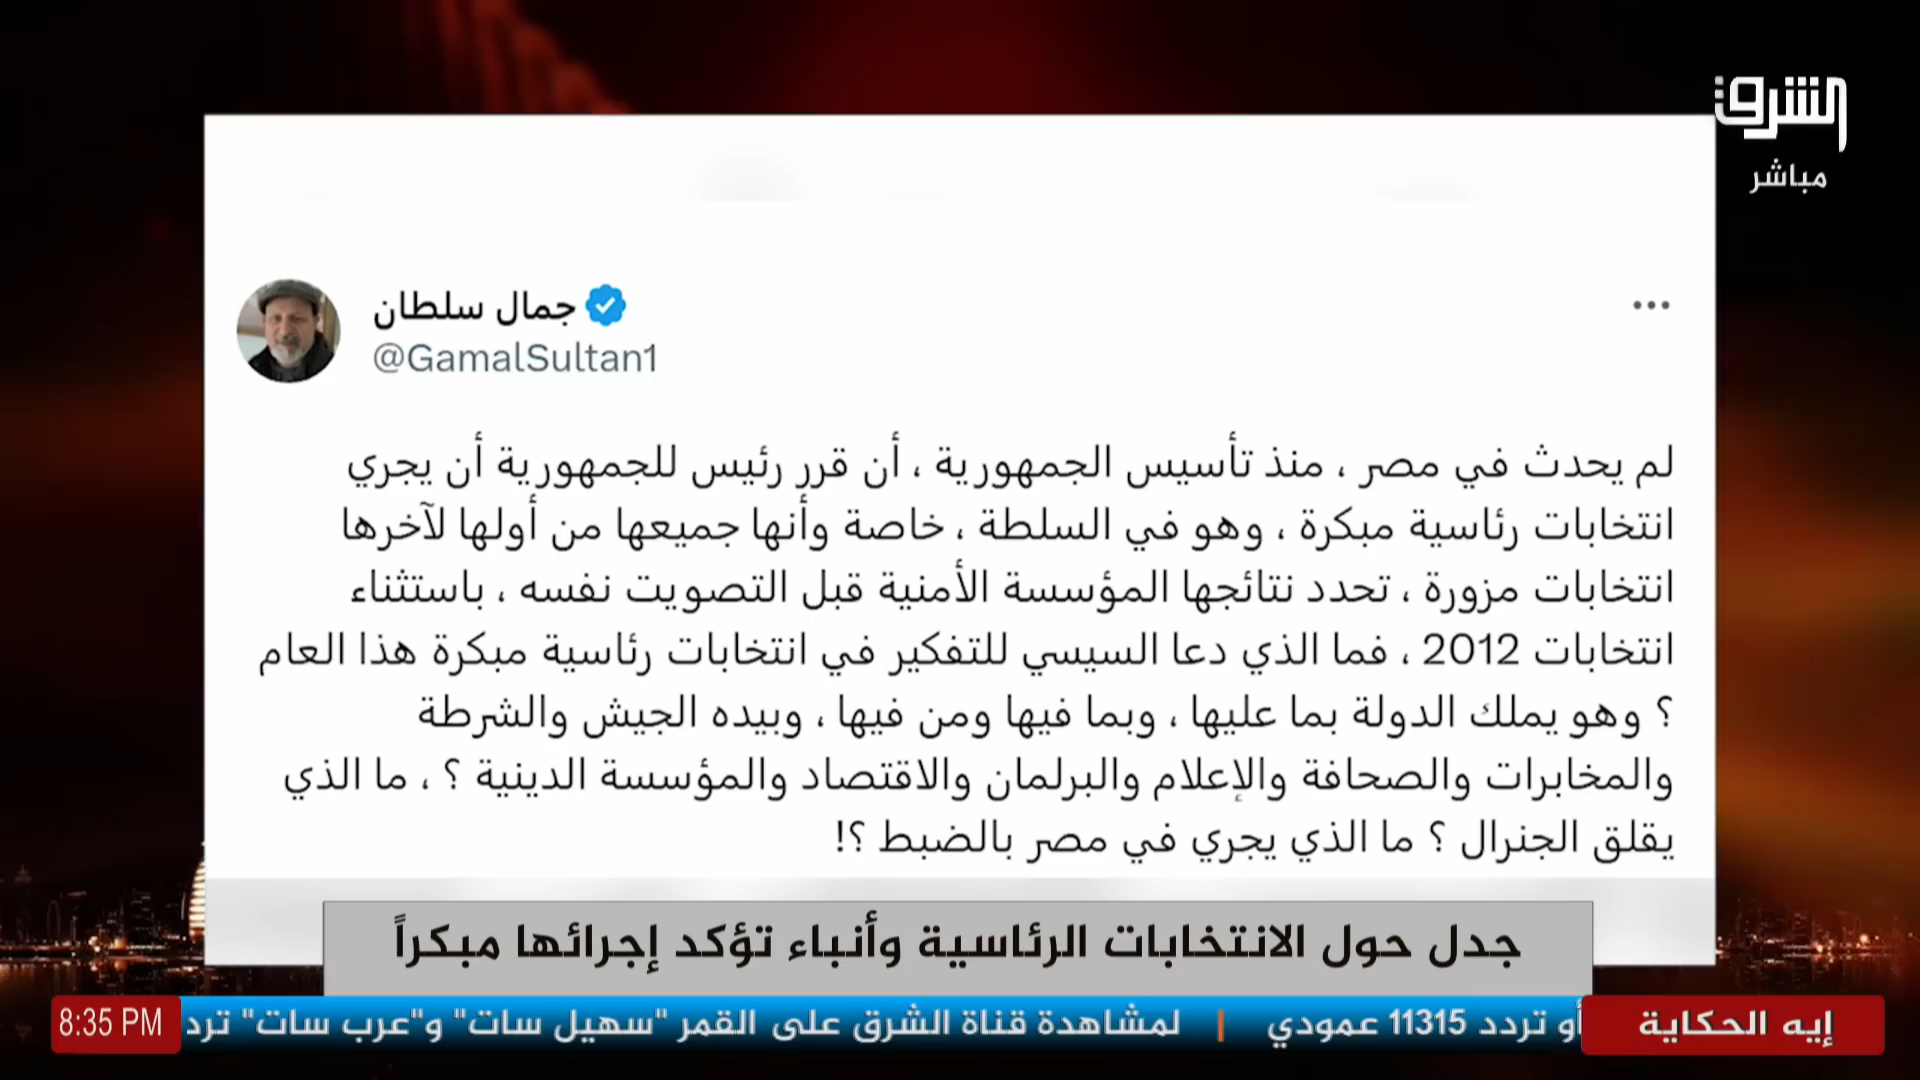 الشرق
مباشر
جمال سلطان
@GamalSultan1
لم يحدث في مصر ، منذ تأسيس الجمهورية ، أن قرر رئيس للجمهورية أن يجري
انتخابات رئاسية مبكرة ، وهو في السلطة ، خاصة وأنها جميعها من أولها لآخرها
انتخابات مزورة ، تحدد نتائجها المؤسسة الأمنية قبل التصويت نفسه ، باستثناء
انتخابات 2012 ، فما الذي دعا السيسي للتفكير في انتخابات رئاسية مبكرة هذا العام
؟ وهو يملك الدولة بما عليها ، وبما فيها ومن فيها ، وبيده الجيش والشرطة
والمخابرات والصحافة والإعلام والبرلمان والاقتصاد والمؤسسة الدينية ؟ ، ما الذي
يقلق الجنرال ؟ ما الذي يجري في مصر بالضبط ؟!
جدل حول الانتخابات الرئاسية وأنباء تؤكد إجرائها مبكراً
إيه الحكاية
أو تردد 11315 عمودي | لمشاهدة قناة الشرق على القمر "سهيل سات" و"عرب سات" ترد
8:35 PM